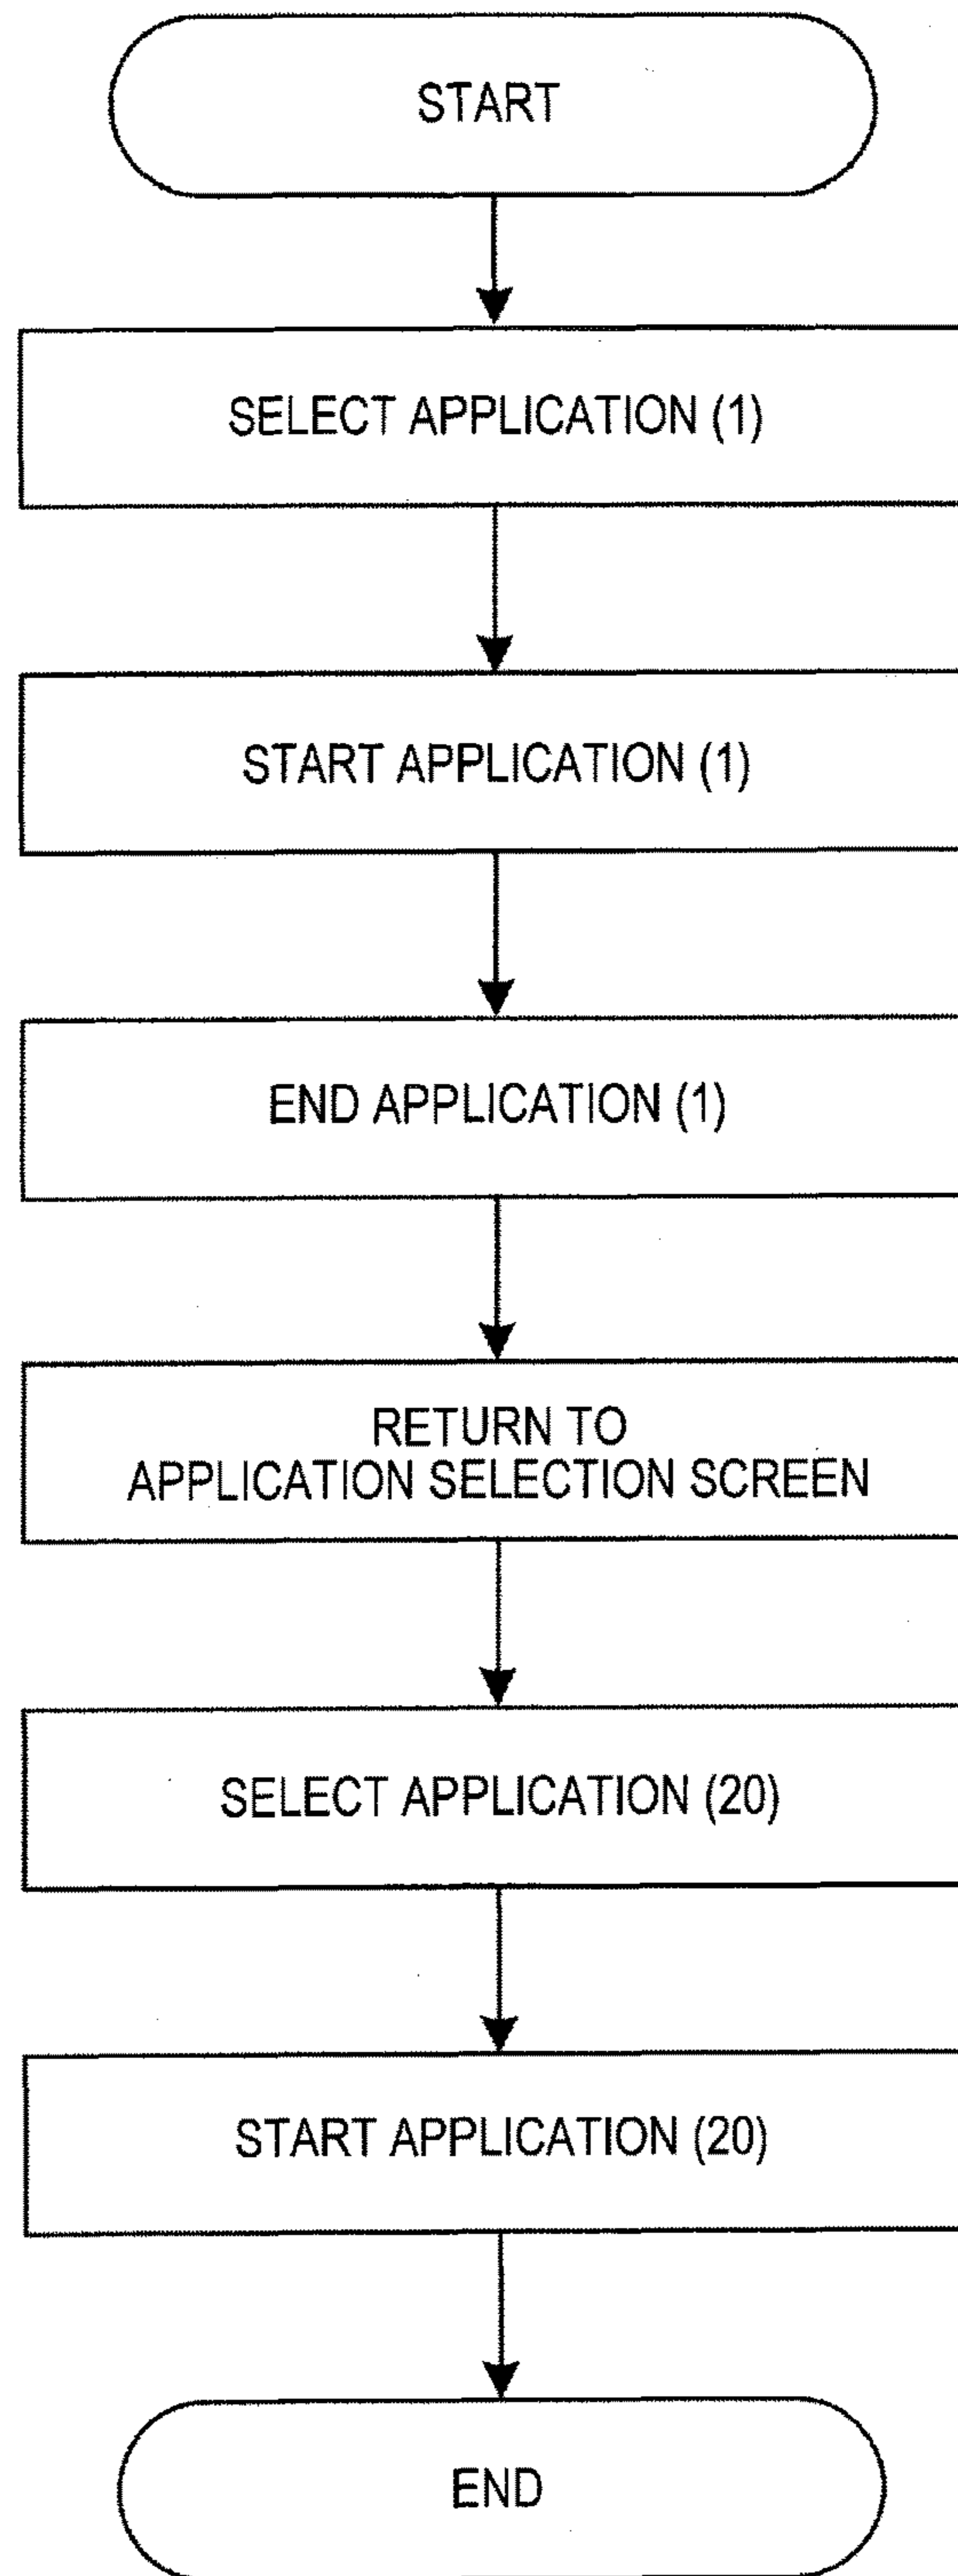 START
SELECT APPLICATION (1)
START APPLICATION (1)
END APPLICATION (1)
RETURN TO
APPLICATION SELECTION SCREEN
SELECT APPLICATION (20)
START APPLICATION (20)
END